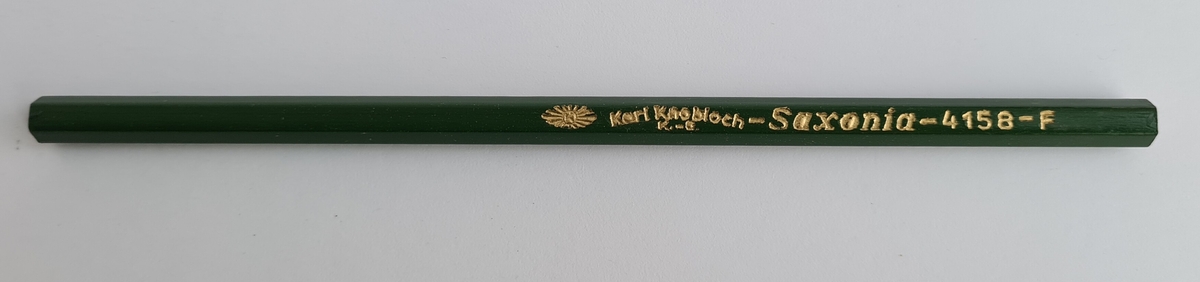 Karl Knobloch
K.-G.
-Saxonia-4158-F